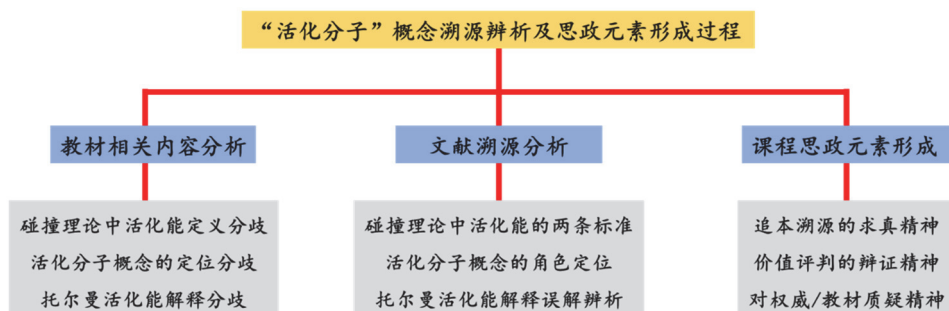 “活化分子”概念溯源辨析及思政元素形成过程
教材相关内容分析
文献溯源分析
课程思政元素形成
碰撞理论中活化能定义分歧
活化分子概念的定位分歧
托尔曼活化能解释分歧
碰撞理论中活化能的两条标准
活化分子概念的角色定位
托尔曼活化能解释误解辨析
追本溯源的求真精神
价值评判的辩证精神
对权威/教材质疑精神